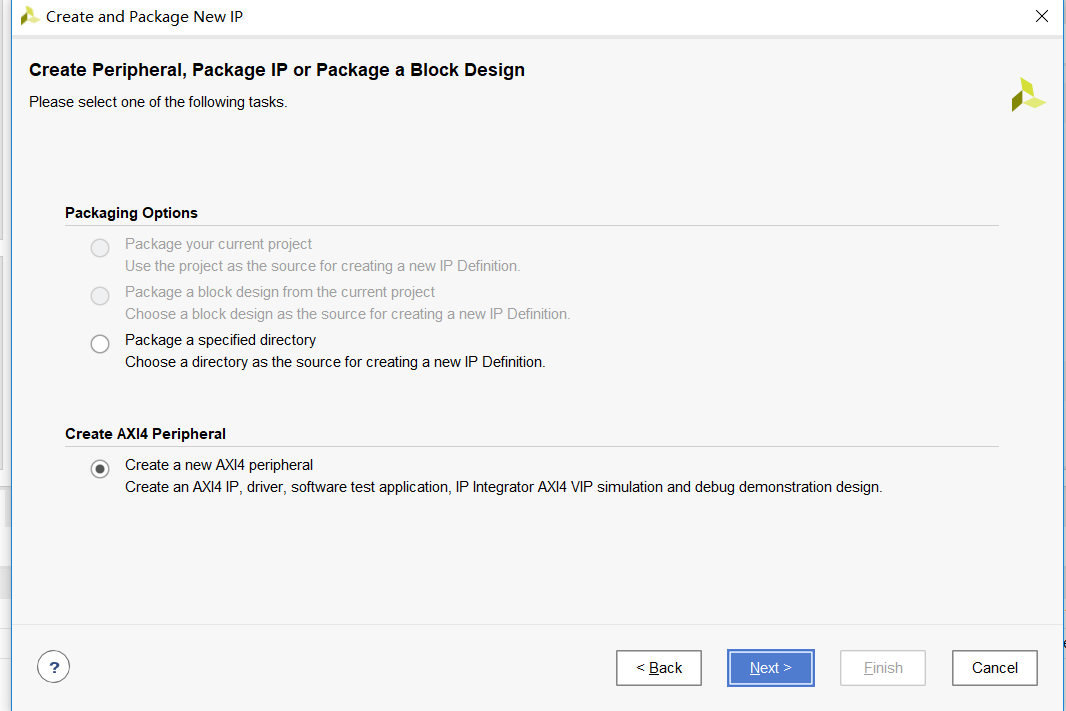 Create and Package New IP
Create Peripheral, Package IP or Package a Block Design
Please select one of the following tasks.
Packaging Options
Package your current project
Use the project as the source for creating a new IP Definition.
Package a block design from the current project
Choose a block design as the source for creating a new IP Definition.
Package a specified directory
Choose a directory as the source for creating a new IP Definition.
Create AXI4 Peripheral
Create a new AXI4 peripheral
Create an AXI4 IP, driver, software test application, IP Integrator AXI4 VIP simulation and debug demonstration design.
?
< Back
Next >
Finish
Cancel